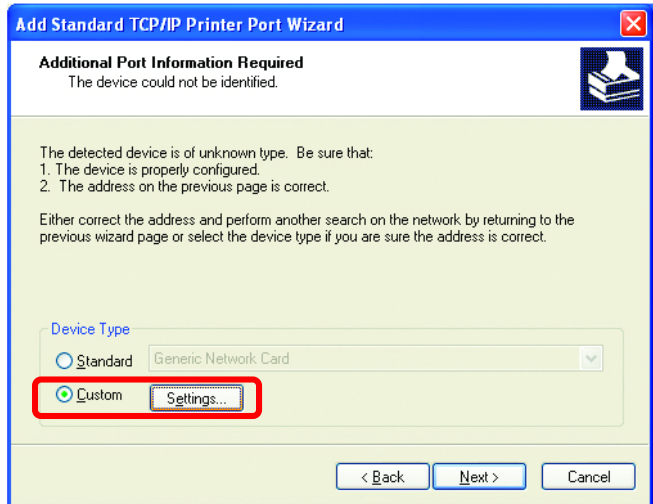 Add Standard TCP/IP Printer Port Wizard
Additional Port Information Required
The device could not be identified.
The detected device is of unknown type. Be sure that:
1. The device is properly configured.
2. The address on the previous page is correct.
Either correct the address and perform another search on the network by returning to the
previous wizard page or select the device type if you are sure the address is correct.
Device Type
Standard Generic Network Card
Custom Settings...
< Back Next > Cancel